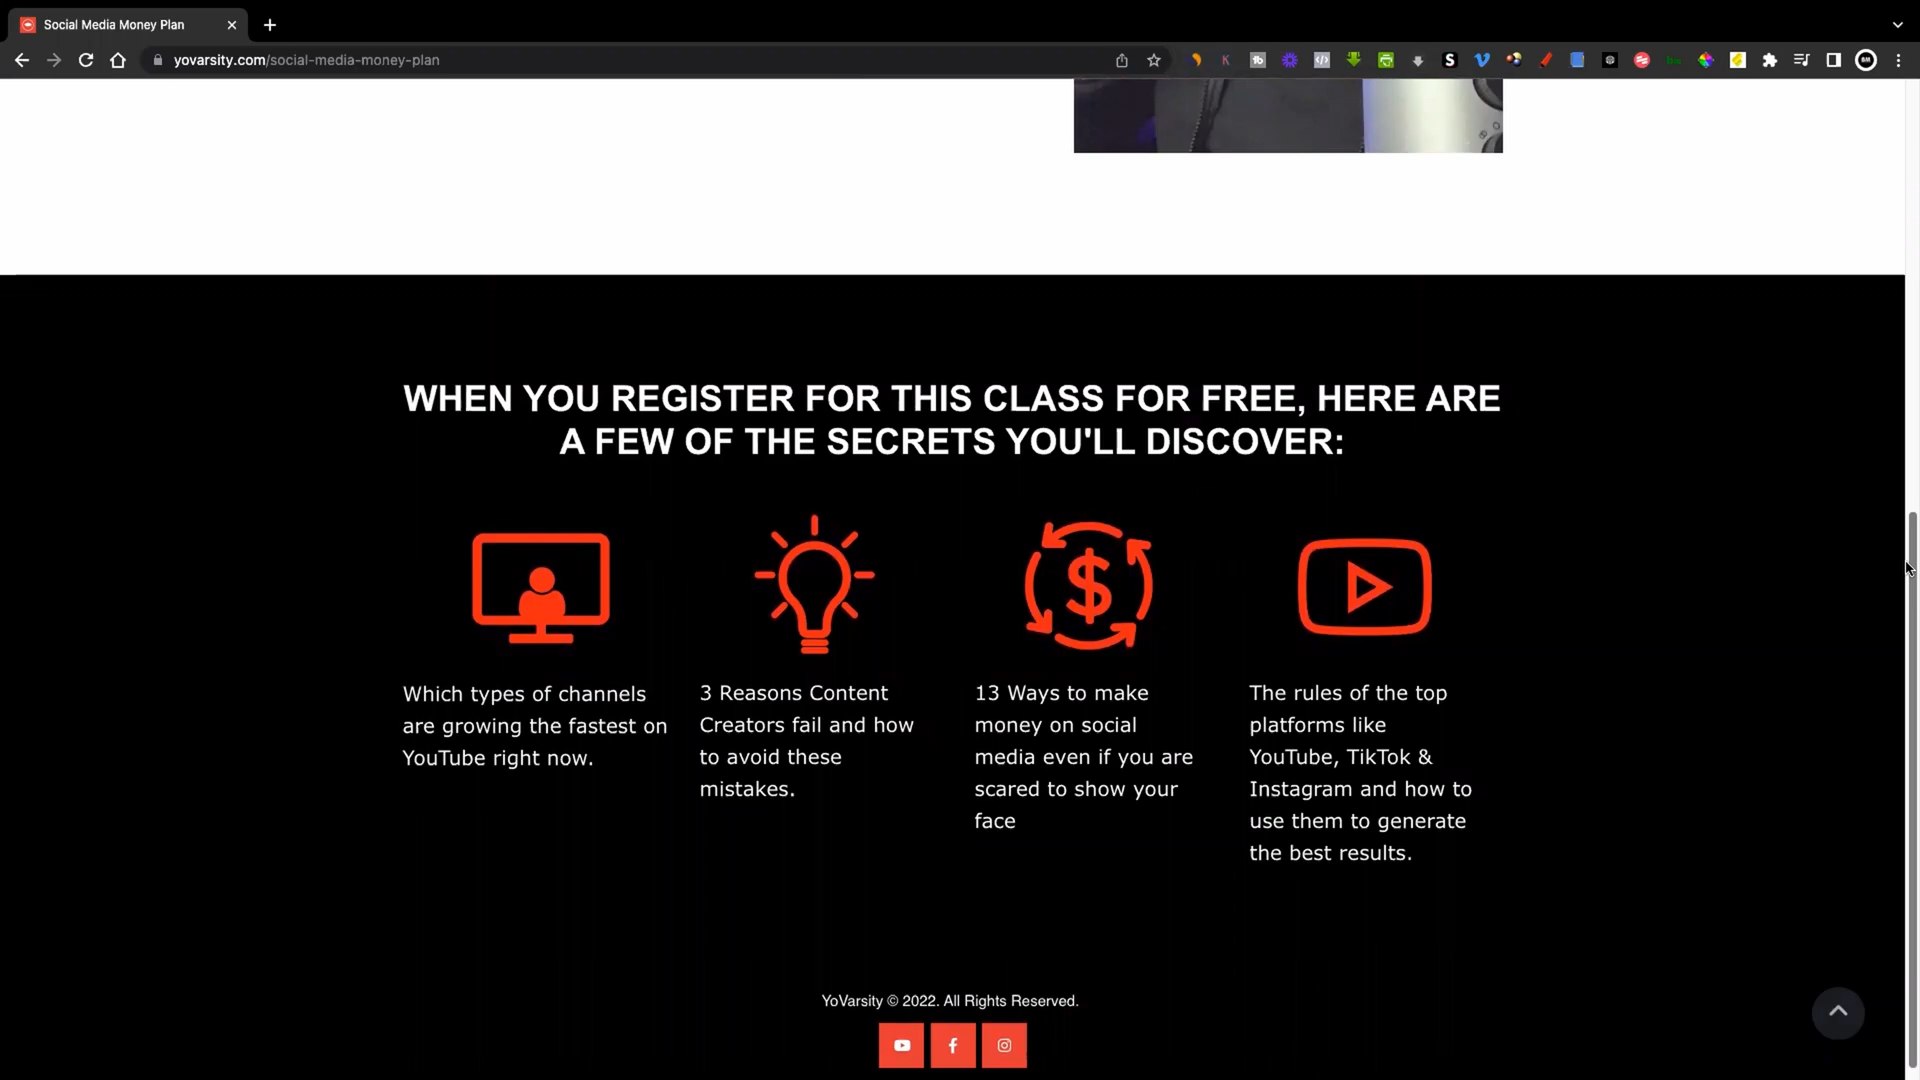 Social Media Money Plan
yovarsity.com/social-media-money-plan
WHEN YOU REGISTER FOR THIS CLASS FOR FREE, HERE ARE
A FEW OF THE SECRETS YOU'LL DISCOVER:
Which types of channels
are growing the fastest on
YouTube right now.
3 Reasons Content
Creators fail and how
to avoid these
mistakes.
13 Ways to make
money on social
media even if you are
scared to show your
face
The rules of the top
platforms like
YouTube, TikTok &
Instagram and how to
use them to generate
the best results.
YoVarsity © 2022. All Rights Reserved.